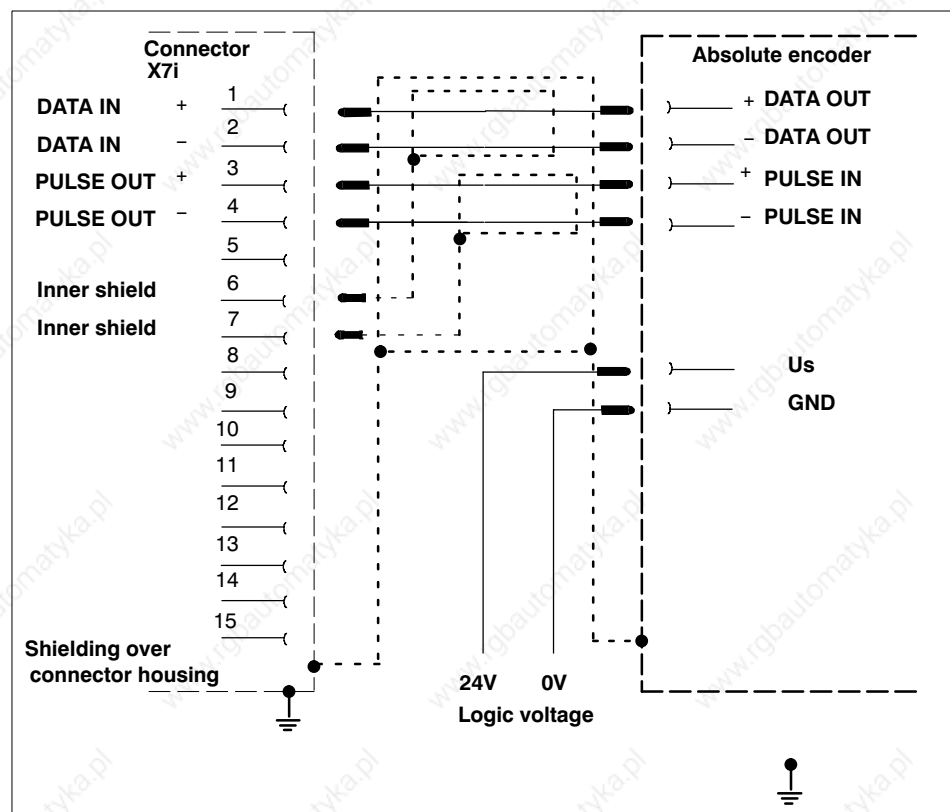 Connector
X7i
Absolute encoder
DATA IN + 1
+ DATA OUT
DATA IN − 2
− DATA OUT
PULSE OUT + 3
+ PULSE IN
PULSE OUT − 4
− PULSE IN
5
Inner shield 6
Inner shield 7
8
Us
9
GND
10
11
12
13
14
15
Shielding over
connector housing
24V 0V
Logic voltage
www.rgbautomatyka.pl